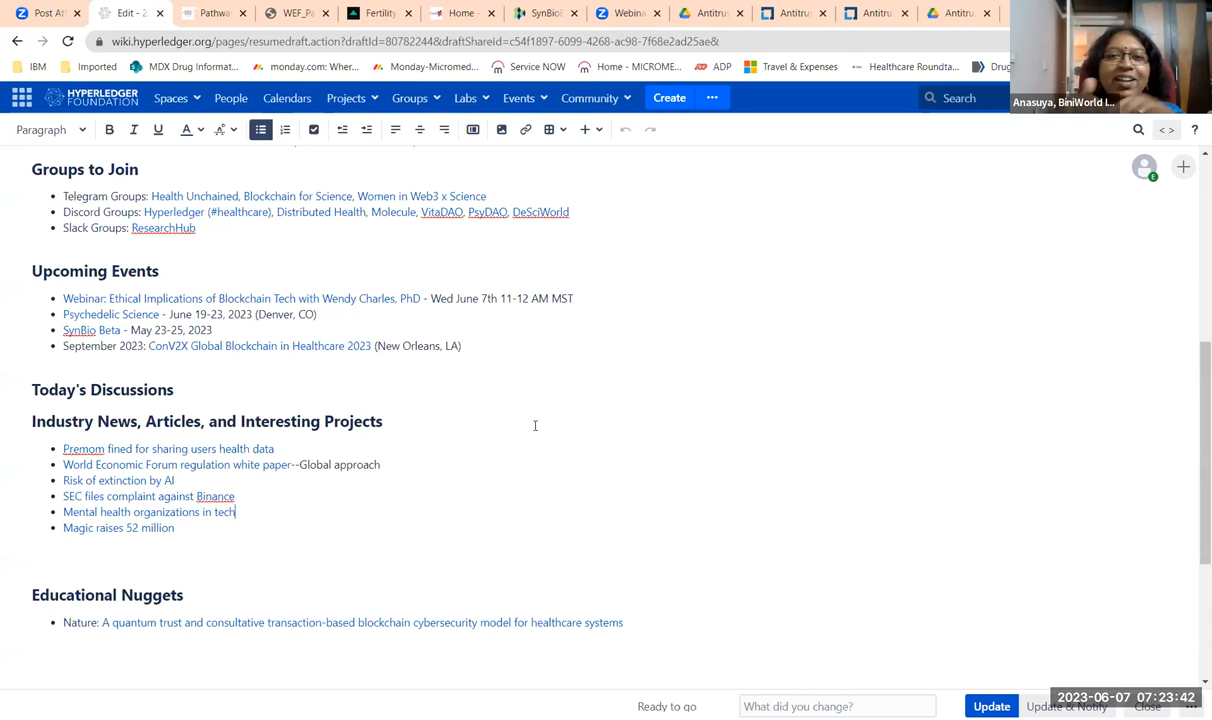 Post Att
Edit - 2
Pathwa
WEF_Pa
Fertility
Home -
SynBioB
Webina
Antitrus
Antitru
Antitru
Antitrus
wiki.hyperledger.org/pages/resumedraft.action?draftId=80782244&draftShareId=c54f1897-6099-4268-ac98-7f68e2ad25ae&
IBM
Imported
MDX Drug Informat...
monday.com: Wher...
Monday-Micromed...
Service NOW
Home - MICROME...
ADP
Travel & Expenses
Healthcare Roundta...
Drug
Anasuya, BiniWorld I...
HYPERLEDGER FOUNDATION
Spaces
People
Calendars
Projects
Groups
Labs
Events
Community
Create
Search
Paragraph
B I U A
Groups to Join
• Telegram Groups: Health Unchained, Blockchain for Science, Women in Web3 x Science
• Discord Groups: Hyperledger (#healthcare), Distributed Health, Molecule, VitaDAO, PsyDAO, DeSciWorld
• Slack Groups: ResearchHub
Upcoming Events
• Webinar: Ethical Implications of Blockchain Tech with Wendy Charles, PhD - Wed June 7th 11-12 AM MST
• Psychedelic Science - June 19-23, 2023 (Denver, CO)
• SynBio Beta - May 23-25, 2023
• September 2023: ConV2X Global Blockchain in Healthcare 2023 (New Orleans, LA)
Today's Discussions
Industry News, Articles, and Interesting Projects
• Premom fined for sharing users health data
• World Economic Forum regulation white paper--Global approach
• Risk of extinction by AI
• SEC files complaint against Binance
• Mental health organizations in tech
• Magic raises 52 million
Educational Nuggets
• Nature: A quantum trust and consultative transaction-based blockchain cybersecurity model for healthcare systems
Ready to go
What did you change?
Update
Update & Notify
Close
2023-06-07 07:23:42